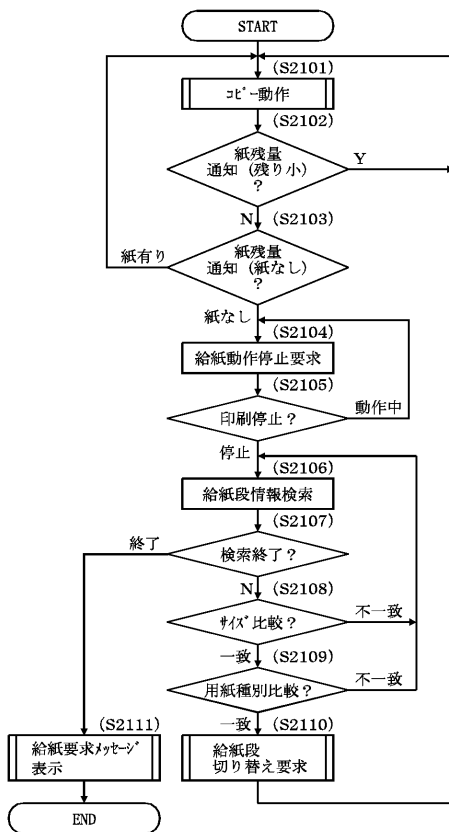 START
(S2101)
コピー動作
(S2102)
紙残量
通知(残り小)
?
Y
N
(S2103)
紙残量
通知(紙なし)
?
紙有り
紙なし
(S2104)
給紙動作停止要求
(S2105)
印刷停止?
動作中
停止
(S2106)
給紙段情報検索
(S2107)
終了
検索終了?
N
(S2108)
サイズ比較?
不一致
一致
(S2109)
用紙種別比較?
不一致
一致
(S2110)
(S2111)
給紙要求メッセージ
表示
給紙段
切り替え要求
END